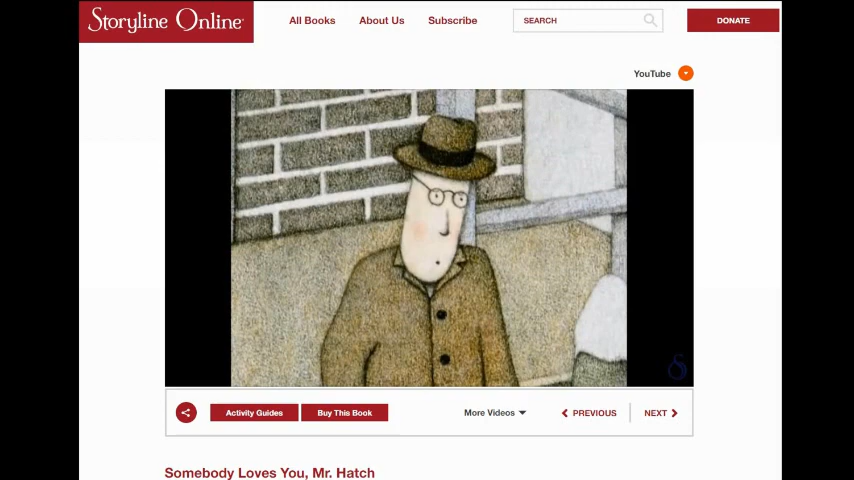 Storyline Online
All Books
About Us
Subscribe
SEARCH
DONATE
YouTube
Activity Guides
Buy This Book
More Videos
PREVIOUS
NEXT
Somebody Loves You, Mr. Hatch